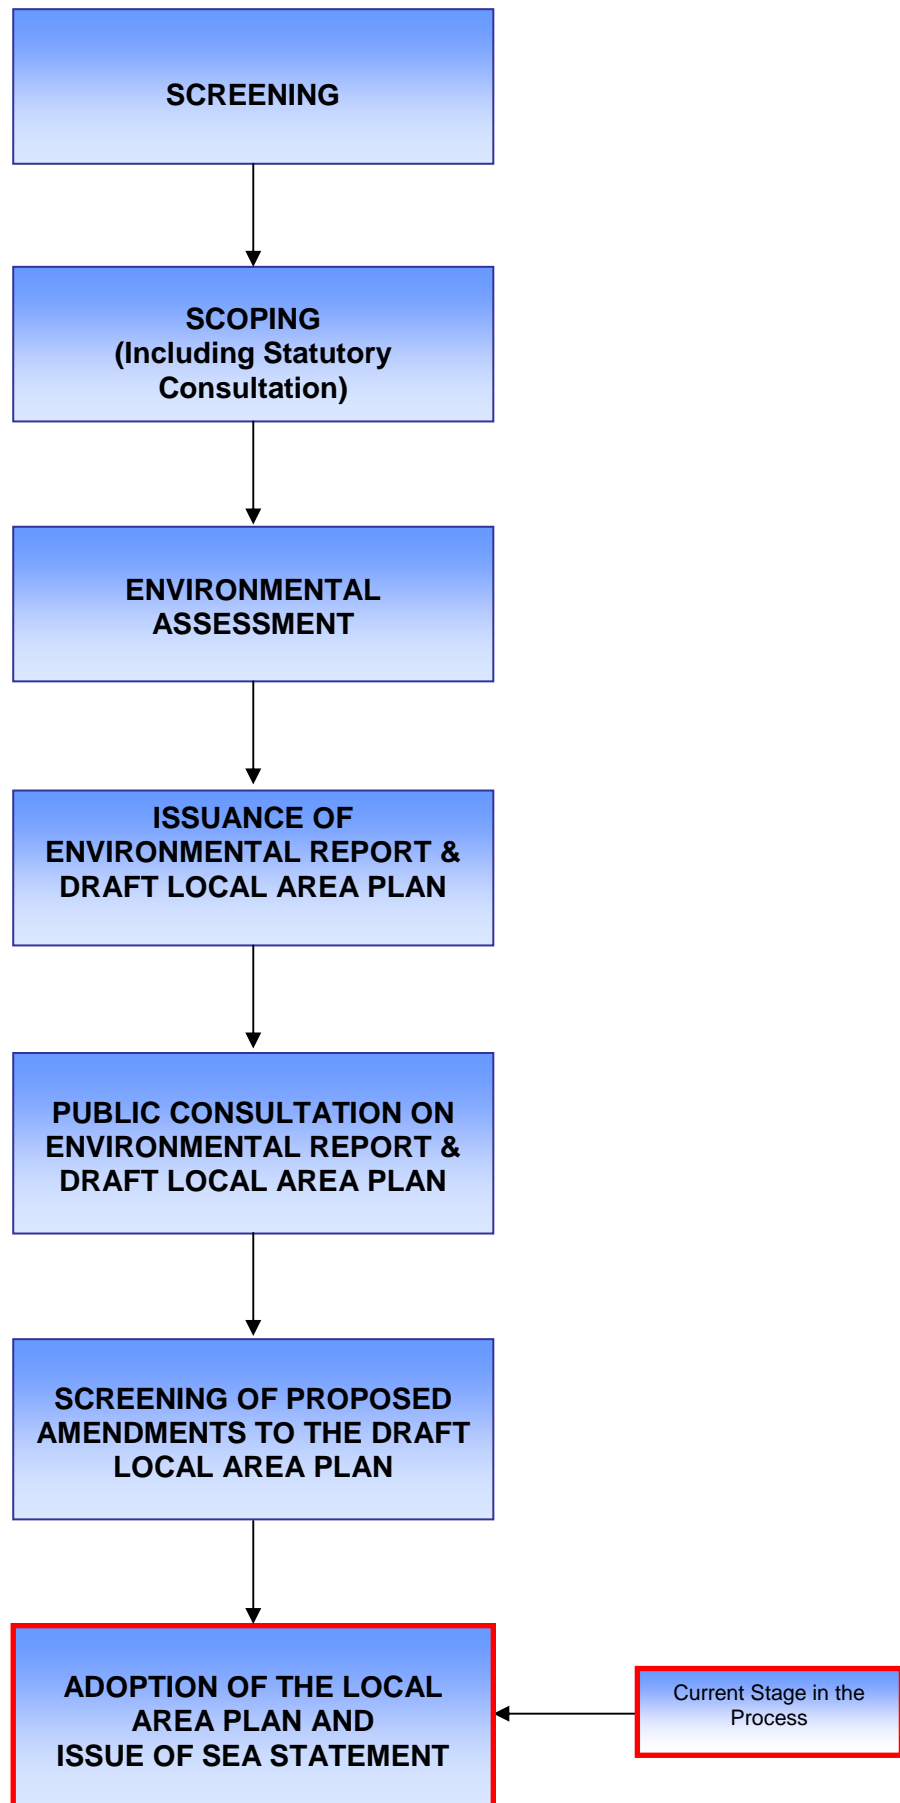 SCREENING
SCOPING
(Including Statutory
Consultation)
ENVIRONMENTAL
ASSESSMENT
ISSUANCE OF
ENVIRONMENTAL REPORT &
DRAFT LOCAL AREA PLAN
PUBLIC CONSULTATION ON
ENVIRONMENTAL REPORT &
DRAFT LOCAL AREA PLAN
SCREENING OF PROPOSED
AMENDMENTS TO THE DRAFT
LOCAL AREA PLAN
ADOPTION OF THE LOCAL
AREA PLAN AND
ISSUE OF SEA STATEMENT
Current Stage in the
Process